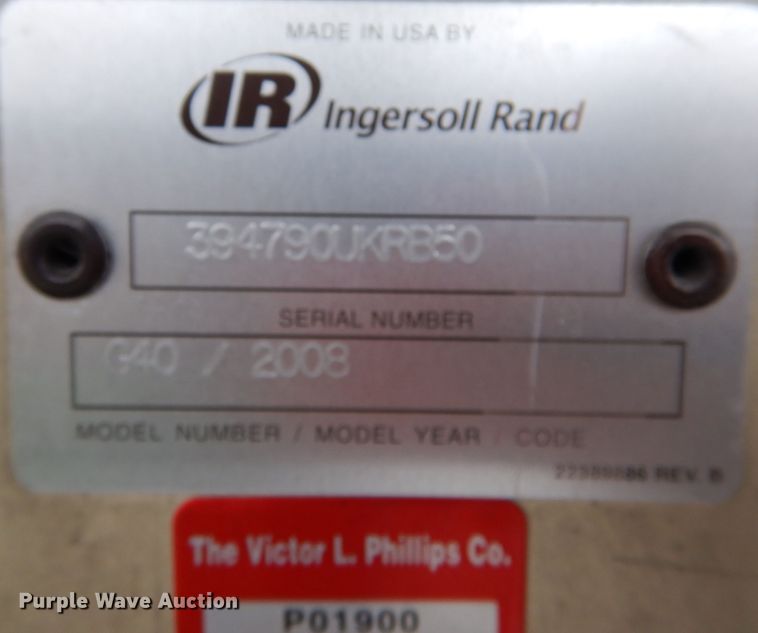 MADE IN USA BY
IR Ingersoll Rand
394790UKRB50
SERIAL NUMBER
G40 / 2008
MODEL NUMBER / MODEL YEAR / CODE
REV. B
The Victor L. Phillips Co.
Purple Wave Auction
P01900